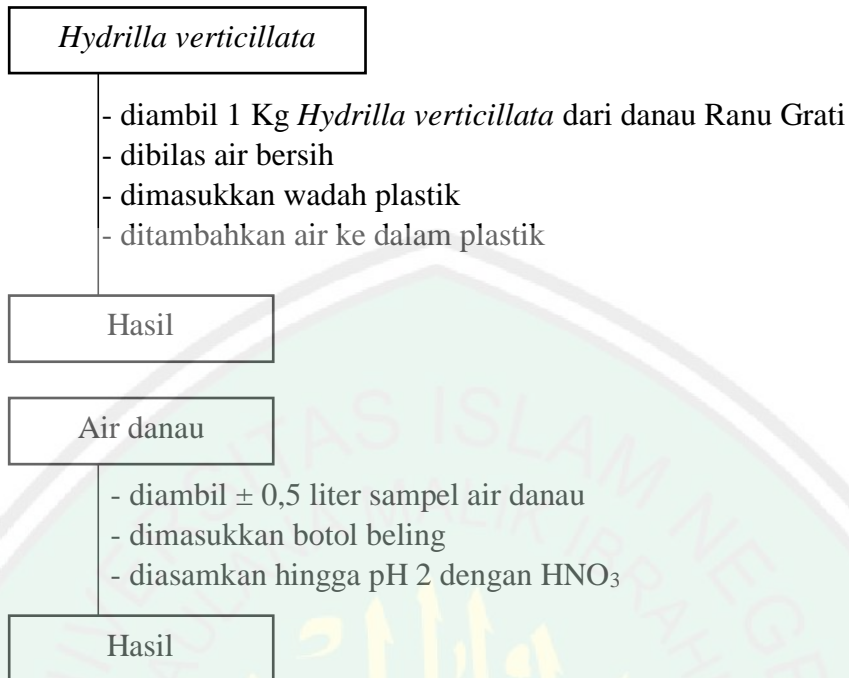 Hydrilla verticillata
- diambil 1 Kg Hydrilla verticillata dari danau Ranu Grati
- dibilas air bersih
- dimasukkan wadah plastik
- ditambahkan air ke dalam plastik
Hasil
Air danau
- diambil ± 0,5 liter sampel air danau
- dimasukkan botol beling
- diasamkan hingga pH 2 dengan HNO₃
Hasil